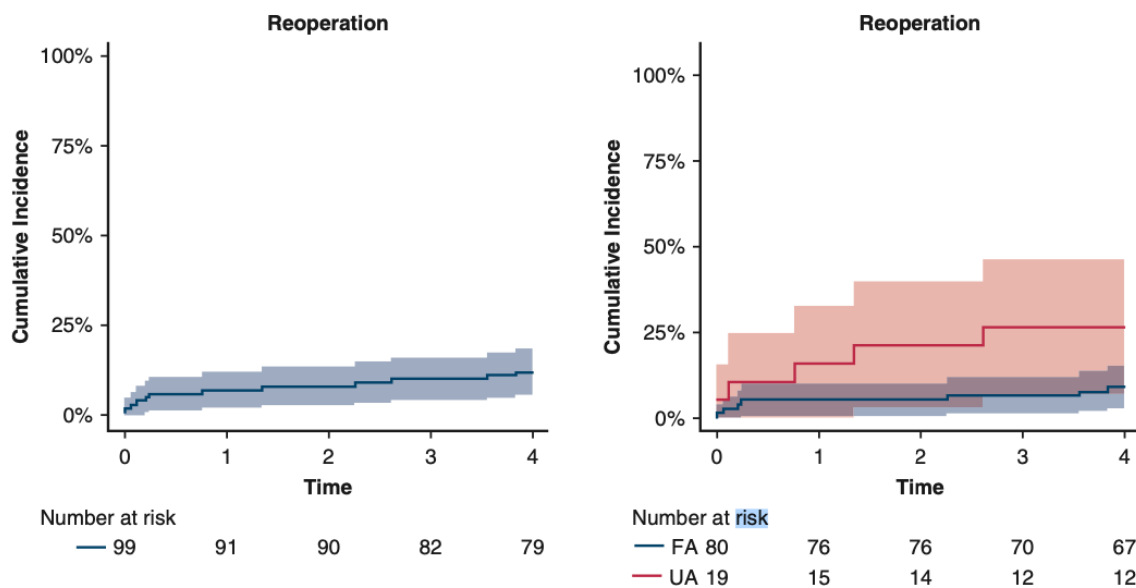 Reoperation
100%
75%
50%
25%
0%
Cumulative Incidence
0 1 2 3 4
Time
Number at risk
99 91 90 82 79
Reoperation
100%
75%
50%
25%
0%
Cumulative Incidence
0 1 2 3 4
Time
Number at risk
FA 80 76 76 70 67
UA 19 15 14 12 12